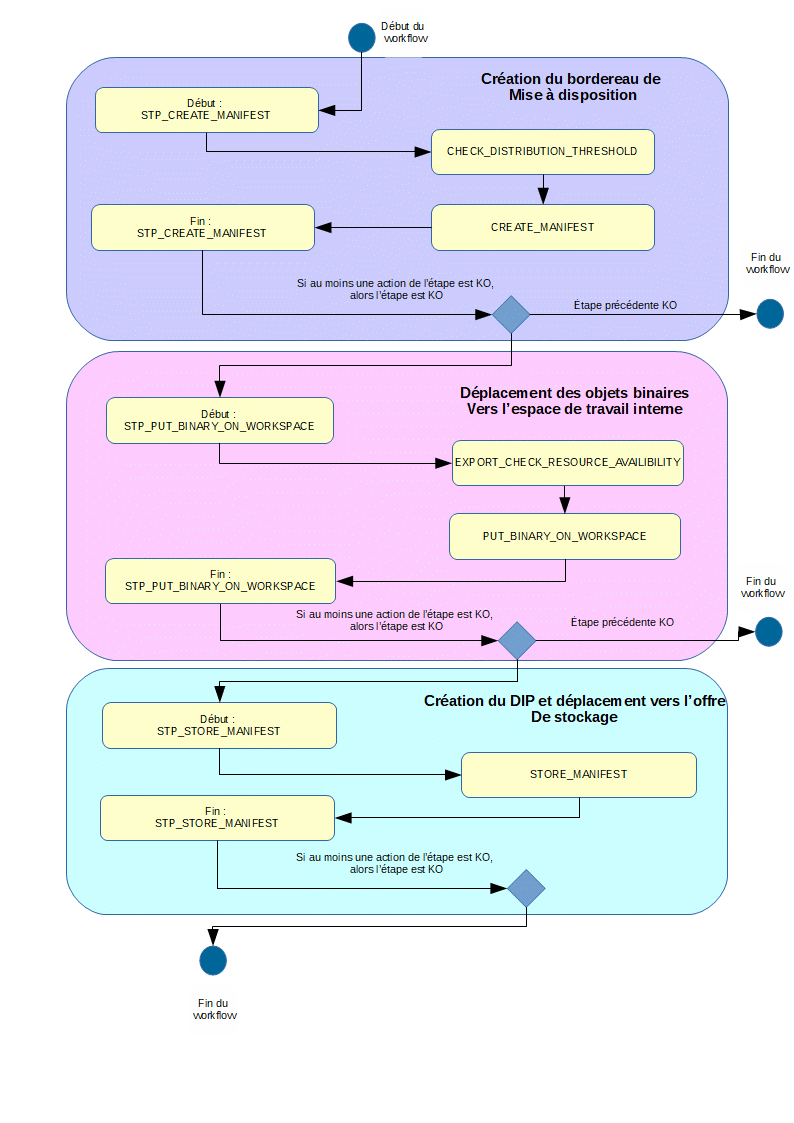 Début du
workflow
Création du bordereau de
Mise à disposition
Début :
STP_CREATE_MANIFEST
CHECK_DISTRIBUTION_THRESHOLD
Fin :
STP_CREATE_MANIFEST
CREATE_MANIFEST
Fin du
workflow
Si au moins une action de l'étape est KO,
alors l'étape est KO
Étape précédente KO
Déplacement des objets binaires
Vers l'espace de travail interne
Début :
STP_PUT_BINARY_ON_WORKSPACE
EXPORT_CHECK_RESOURCE_AVAILIBILITY
PUT_BINARY_ON_WORKSPACE
Fin :
STP_PUT_BINARY_ON_WORKSPACE
Fin du
workflow
Si au moins une action de l'étape est KO,
alors l'étape est KO
Étape précédente KO
Création du DIP et déplacement vers l'offre
De stockage
Début :
STP_STORE_MANIFEST
STORE_MANIFEST
Fin :
STP_STORE_MANIFEST
Si au moins une action de l'étape est KO,
alors l'étape est KO
Fin du
workflow